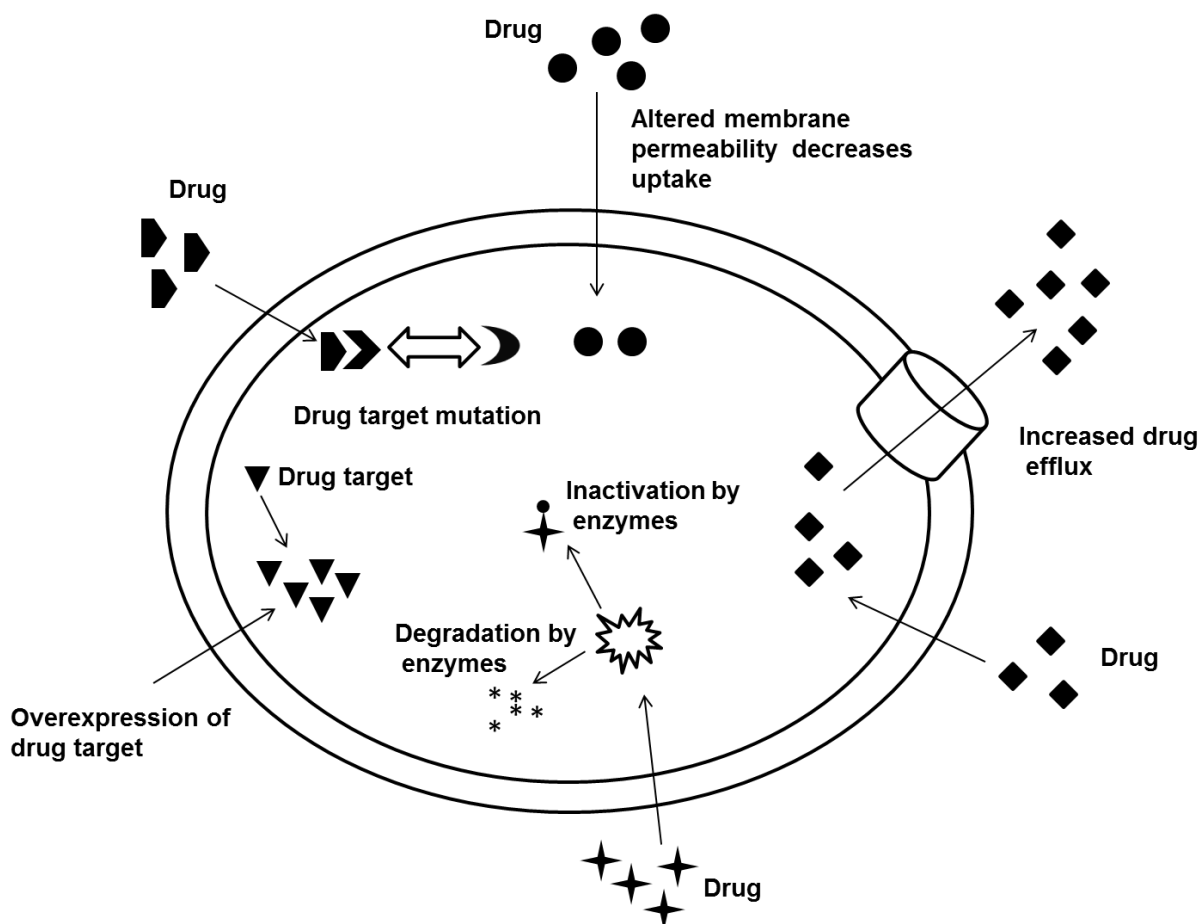 Drug
Altered membrane
permeability decreases
uptake
Drug
Drug target mutation
Increased drug
efflux
Drug target
Inactivation by
enzymes
Degradation by
enzymes
Drug
Overexpression of
drug target
Drug